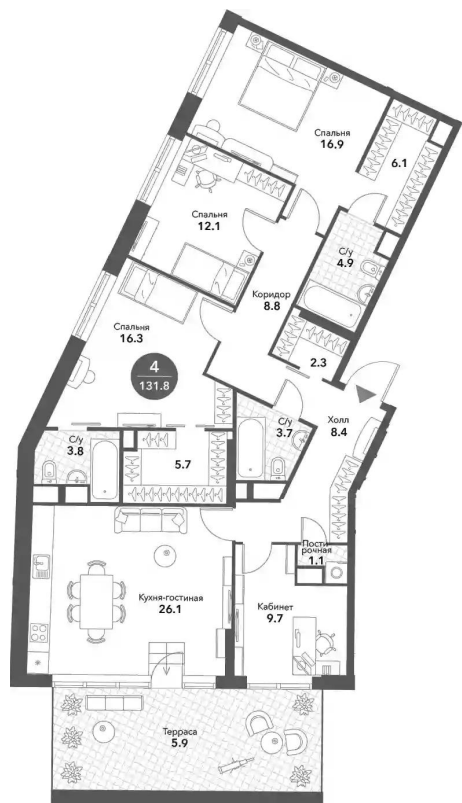 Спальня
16.9
6.1
Спальня
12.1
С/у
4.9
Коридор
8.8
Спальня
16.3
2.3
4
131.8
Холл
8.4
С/у
3.8
С/у
3.7
5.7
Пости
рочная
1.1
Кухня-гостиная
26.1
Кабинет
9.7
Терраса
5.9